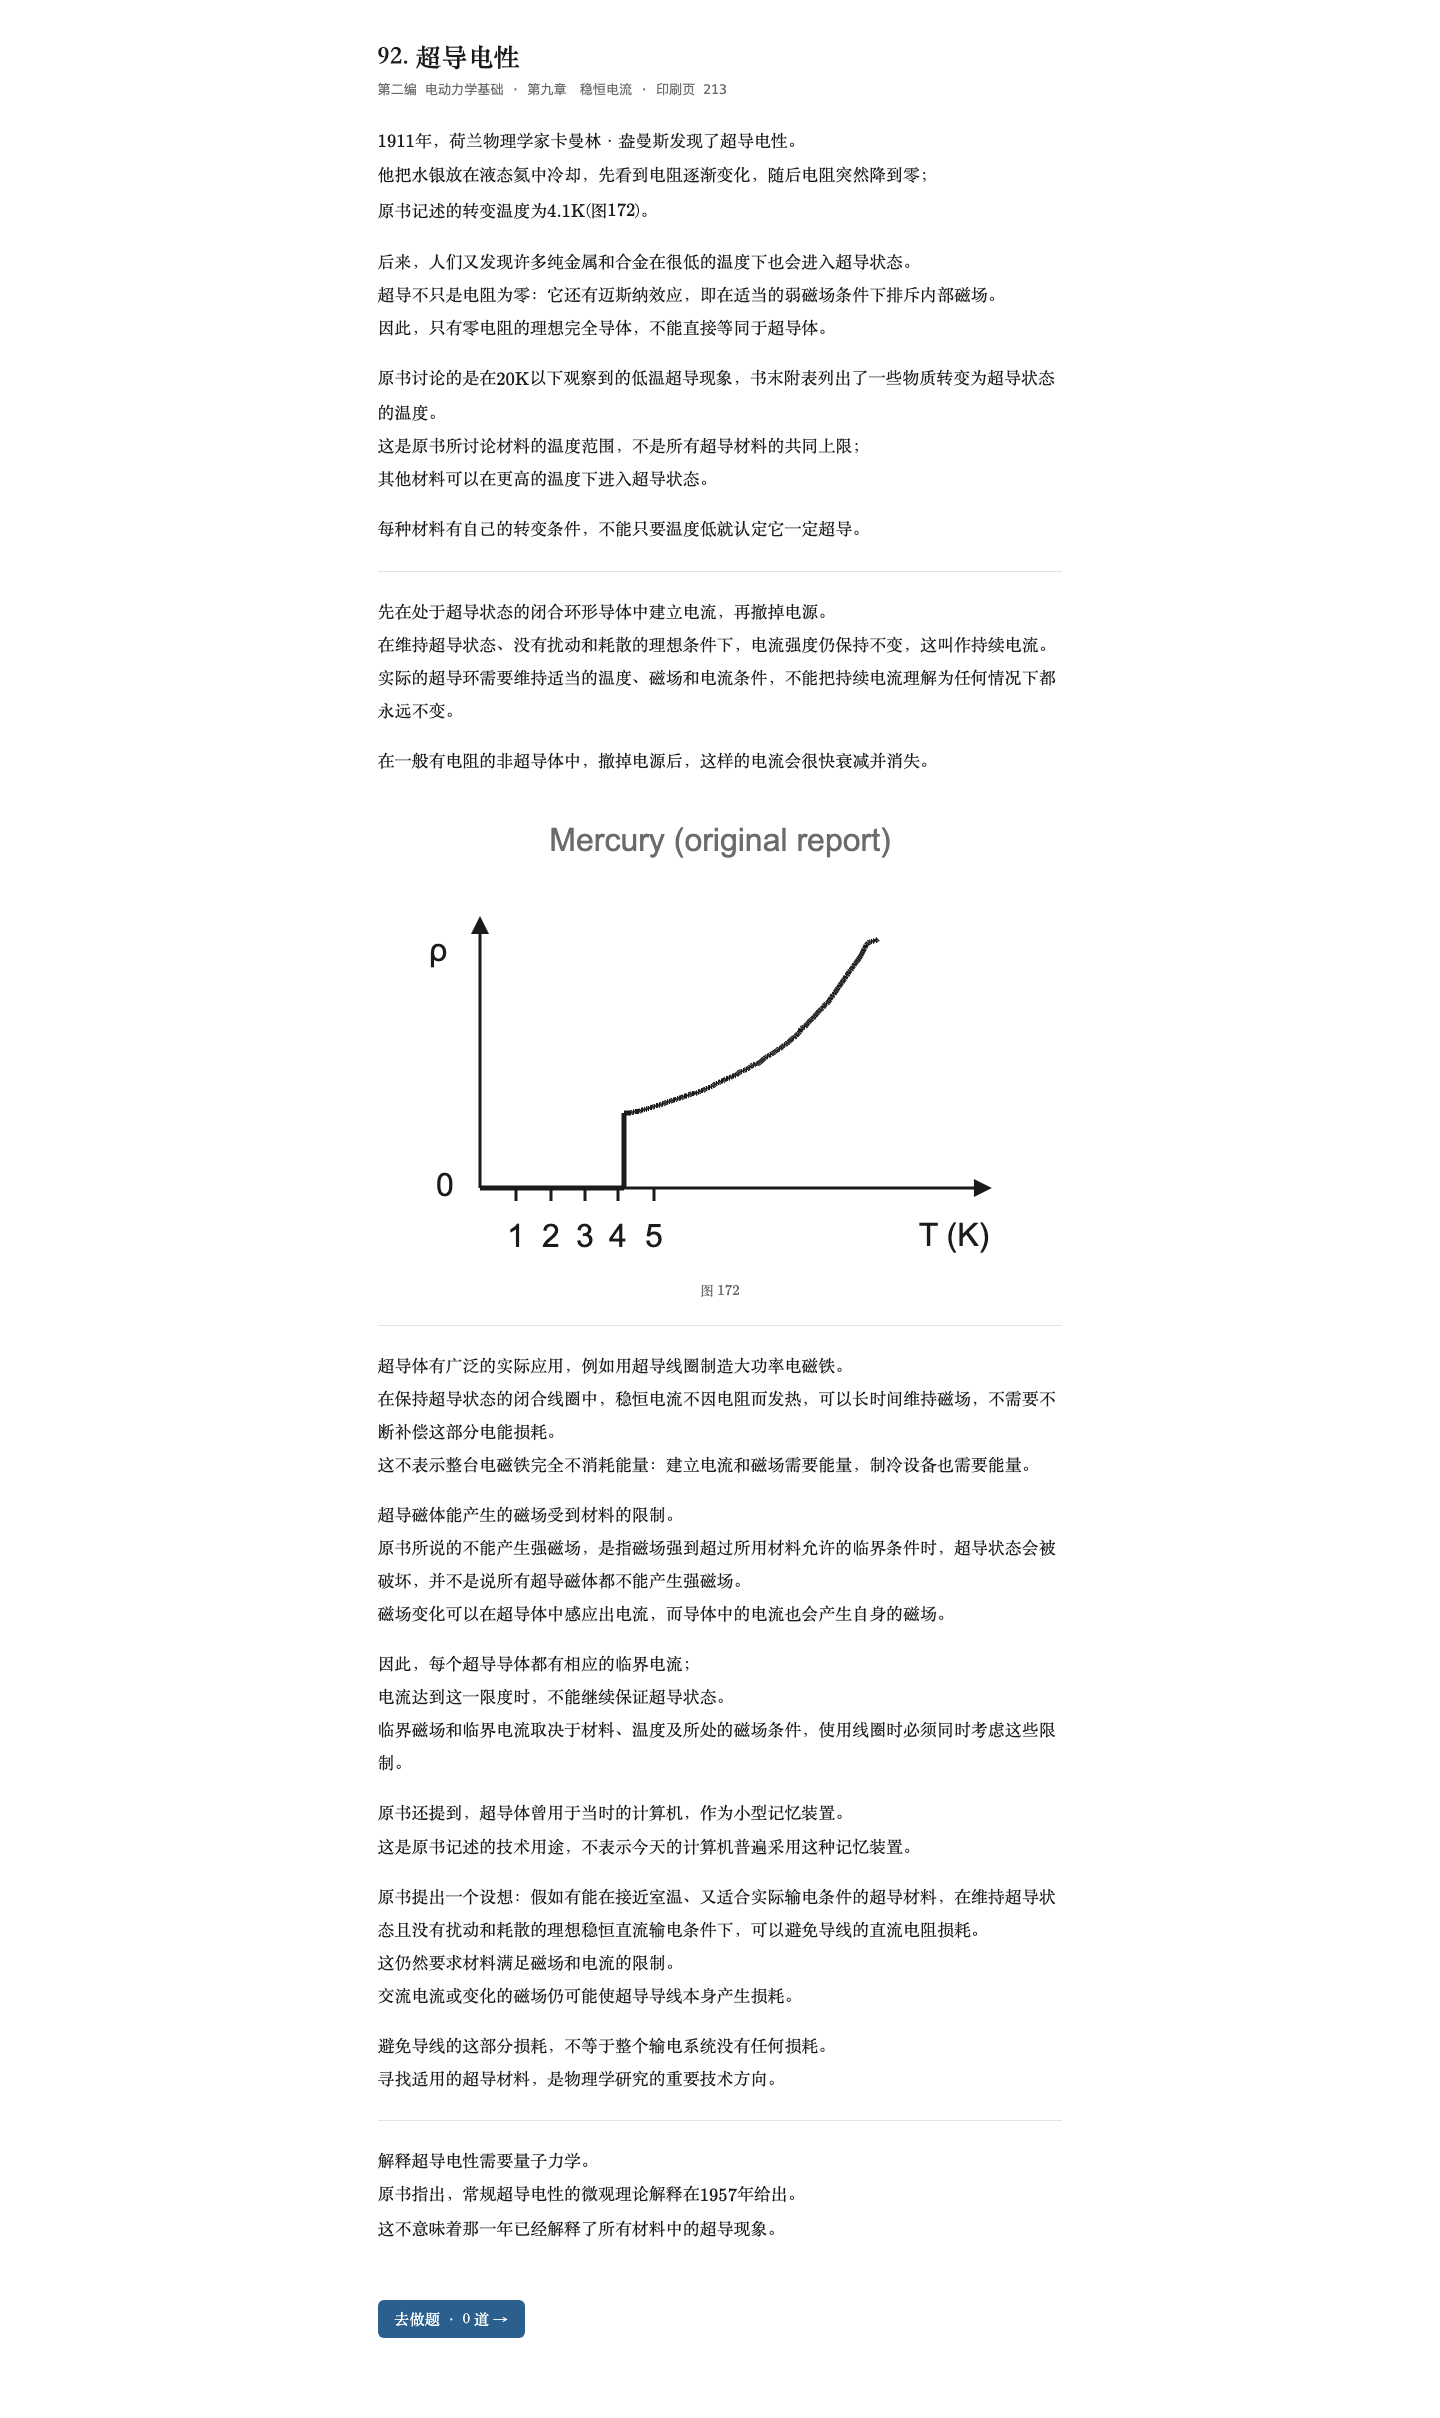 92. 超导电性
第二编 电动力学基础 · 第九章 稳恒电流 · 印刷页 213
1911年，荷兰物理学家卡曼林·盎曼斯发现了超导电性。
他把水银放在液态氦中冷却，先看到电阻逐渐变化，随后电阻突然降到零；
原书记述的转变温度为4.1K(图172)。
后来，人们又发现许多纯金属和合金在很低的温度下也会进入超导状态。
超导不只是电阻为零：它还有迈斯纳效应，即在适当的弱磁场条件下排斥内部磁场。
因此，只有零电阻的理想完全导体，不能直接等同于超导体。
原书讨论的是在20K以下观察到的低温超导现象，书末附表列出了一些物质转变为超导状态
的温度。
这是原书所讨论材料的温度范围，不是所有超导材料的共同上限；
其他材料可以在更高的温度下进入超导状态。
每种材料有自己的转变条件，不能只要温度低就认定它一定超导。
先在处于超导状态的闭合环形导体中建立电流，再撤掉电源。
在维持超导状态、没有扰动和耗散的理想条件下，电流强度仍保持不变，这叫作持续电流。
实际的超导环需要维持适当的温度、磁场和电流条件，不能把持续电流理解为任何情况下都
永远不变。
在一般有电阻的非超导体中，撤掉电源后，这样的电流会很快衰减并消失。
Mercury (original report)
ρ
0
1 2 3 4 5 T (K)
图 172
超导体有广泛的实际应用，例如用超导线圈制造大功率电磁铁。
在保持超导状态的闭合线圈中，稳恒电流不因电阻而发热，可以长时间维持磁场，不需要不
断补偿这部分电能损耗。
这不表示整台电磁铁完全不消耗能量：建立电流和磁场需要能量，制冷设备也需要能量。
超导磁体能产生的磁场受到材料的限制。
原书所说的不能产生强磁场，是指磁场强到超过所用材料允许的临界条件时，超导状态会被
破坏，并不是说所有超导磁体都不能产生强磁场。
磁场变化可以在超导体中感应出电流，而导体中的电流也会产生自身的磁场。
因此，每个超导导体都有相应的临界电流；
电流达到这一限度时，不能继续保证超导状态。
临界磁场和临界电流取决于材料、温度及所处的磁场条件，使用线圈时必须同时考虑这些限
制。
原书还提到，超导体曾用于当时的计算机，作为小型记忆装置。
这是原书记述的技术用途，不表示今天的计算机普遍采用这种记忆装置。
原书提出一个设想：假如有能在接近室温、又适合实际输电条件的超导材料，在维持超导状
态且没有扰动和耗散的理想稳恒直流输电条件下，可以避免导线的直流电阻损耗。
这仍然要求材料满足磁场和电流的限制。
交流电流或变化的磁场仍可能使超导导线本身产生损耗。
避免导线的这部分损耗，不等于整个输电系统没有任何损耗。
寻找适用的超导材料，是物理学研究的重要技术方向。
解释超导电性需要量子力学。
原书指出，常规超导电性的微观理论解释在1957年给出。
这不意味着那一年已经解释了所有材料中的超导现象。
去做题 · 0 道 →